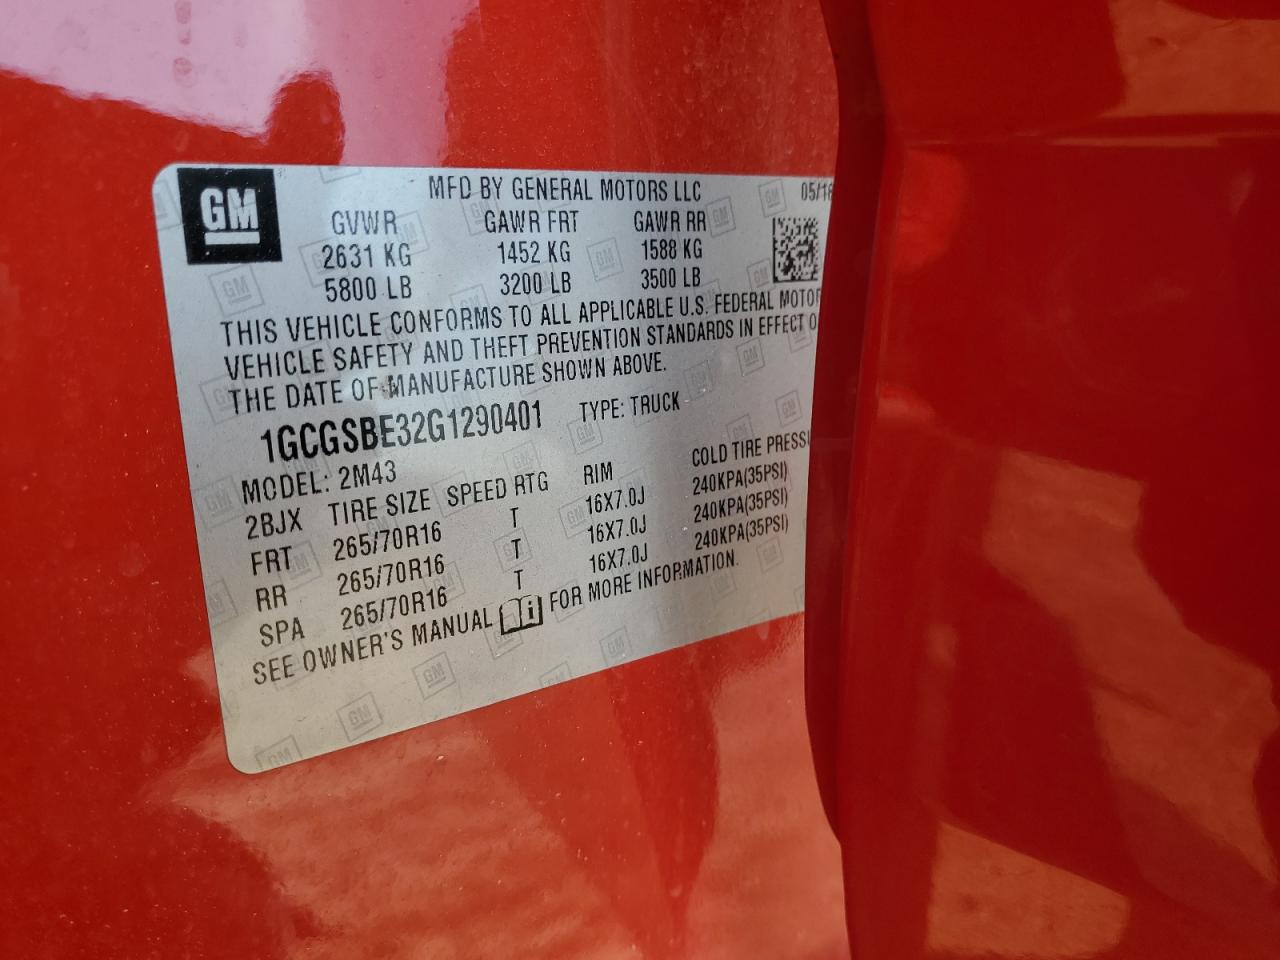 GM
MFD BY GENERAL MOTORS LLC 05/16
GVWR GAWR FRT GAWR RR
2631 KG 1452 KG 1588 KG
5800 LB 3200 LB 3500 LB
THIS VEHICLE CONFORMS TO ALL APPLICABLE U.S. FEDERAL MOTOR
VEHICLE SAFETY AND THEFT PREVENTION STANDARDS IN EFFECT O
THE DATE OF MANUFACTURE SHOWN ABOVE.
1GCGSBE32G1290401 TYPE: TRUCK
MODEL: 2M43
2BJX TIRE SIZE SPEED RTG RIM COLD TIRE PRESSU
FRT 265/70R16 T 16X7.0J 240KPA(35PSI)
RR 265/70R16 T 16X7.0J 240KPA(35PSI)
SPA 265/70R16 T 16X7.0J 240KPA(35PSI)
SEE OWNER'S MANUAL i FOR MORE INFORMATION.